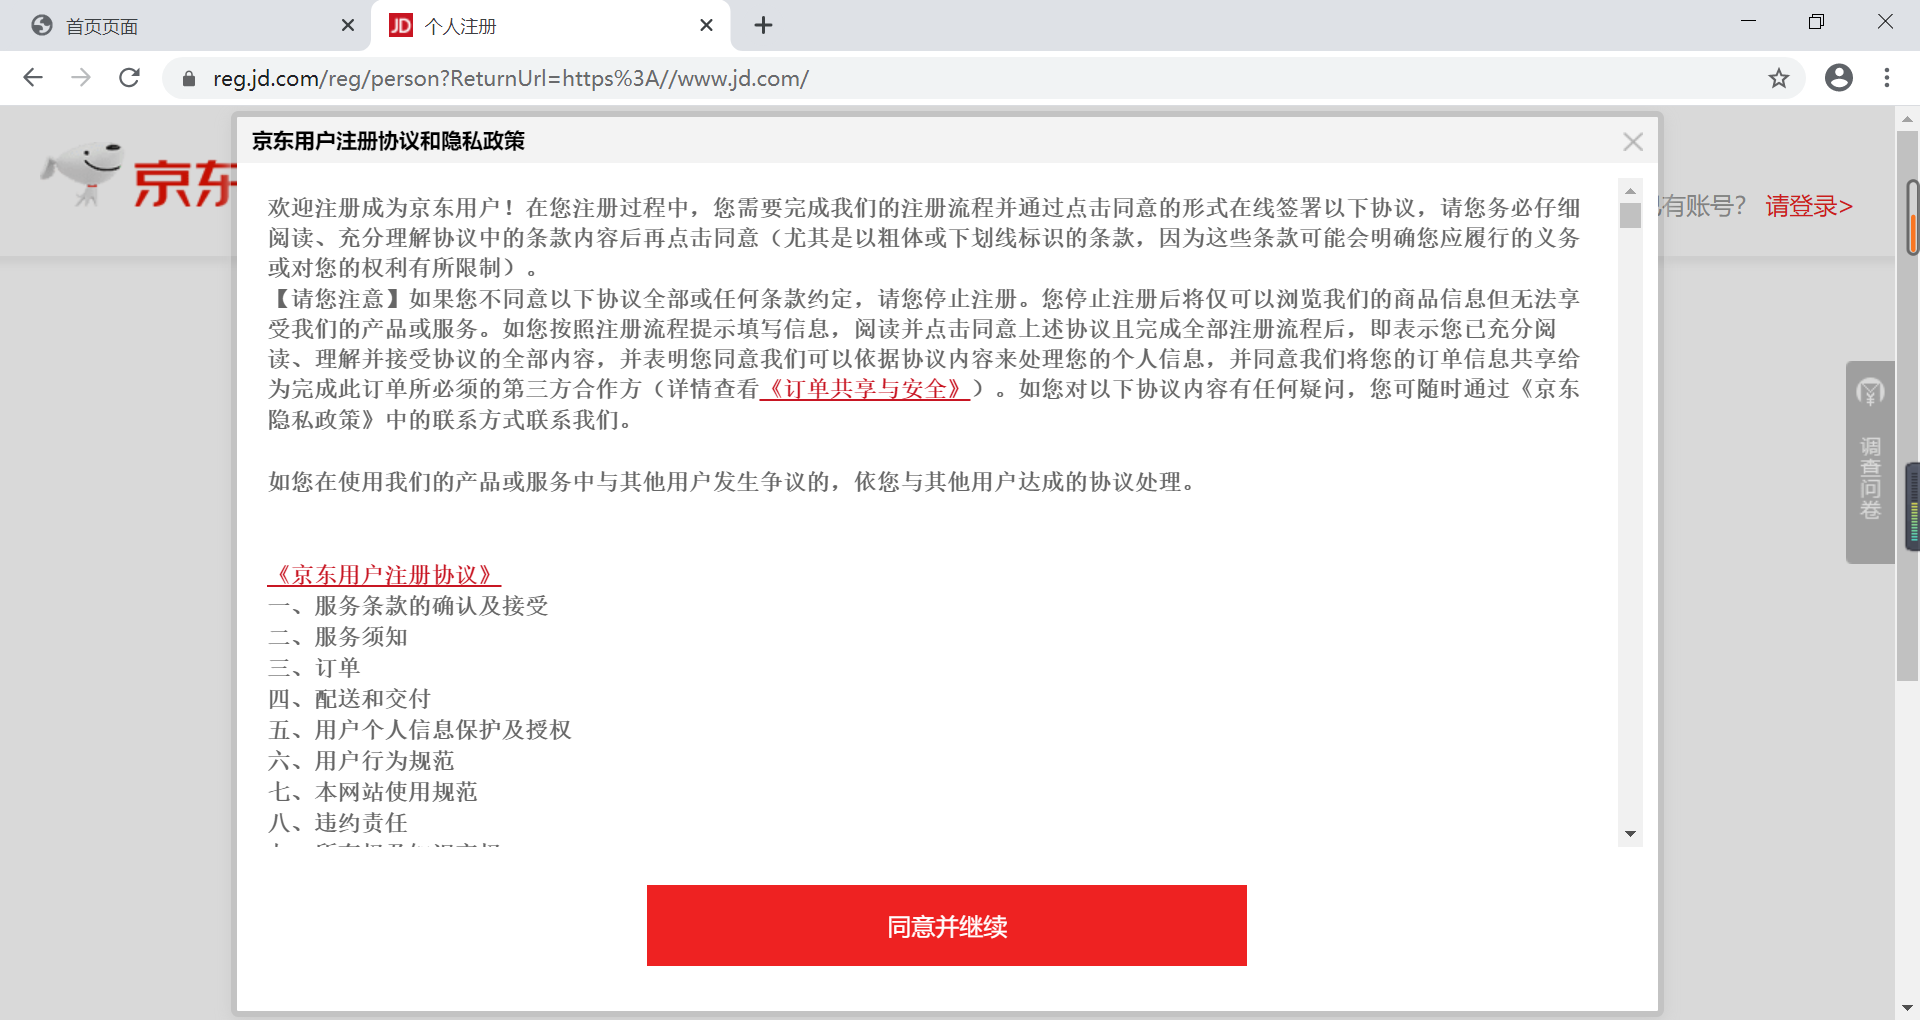 首页页面
JD 个人注册
reg.jd.com/reg/person?ReturnUrl=https%3A//www.jd.com/
京东
京东用户注册协议和隐私政策
有账号？ 请登录>
欢迎注册成为京东用户！在您注册过程中，您需要完成我们的注册流程并通过点击同意的形式在线签署以下协议，请您务必仔细
阅读、充分理解协议中的条款内容后再点击同意（尤其是以粗体或下划线标识的条款，因为这些条款可能会明确您应履行的义务
或对您的权利有所限制）。
【请您注意】如果您不同意以下协议全部或任何条款约定，请您停止注册。您停止注册后将仅可以浏览我们的商品信息但无法享
受我们的产品或服务。如您按照注册流程提示填写信息，阅读并点击同意上述协议且完成全部注册流程后，即表示您已充分阅
读、理解并接受协议的全部内容，并表明您同意我们可以依据协议内容来处理您的个人信息，并同意我们将您的订单信息共享给
为完成此订单所必须的第三方合作方（详情查看《订单共享与安全》）。如您对以下协议内容有任何疑问，您可随时通过《京东
隐私政策》中的联系方式联系我们。
如您在使用我们的产品或服务中与其他用户发生争议的，依您与其他用户达成的协议处理。
《京东用户注册协议》
一、服务条款的确认及接受
二、服务须知
三、订单
四、配送和交付
五、用户个人信息保护及授权
六、用户行为规范
七、本网站使用规范
八、违约责任
调查问卷
同意并继续